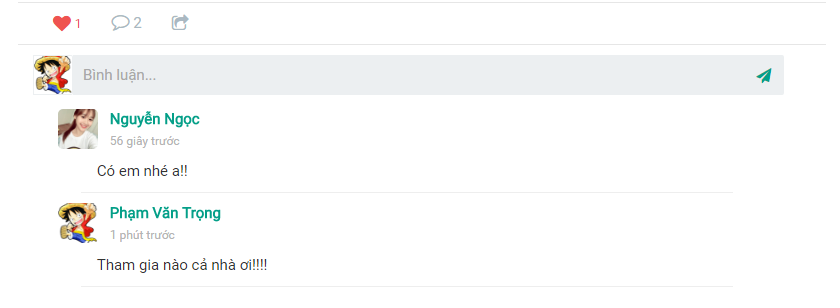 1 2
Bình luận...
Nguyễn Ngọc
56 giây trước
Có em nhé a!!
Phạm Văn Trọng
1 phút trước
Tham gia nào cả nhà ơi!!!!